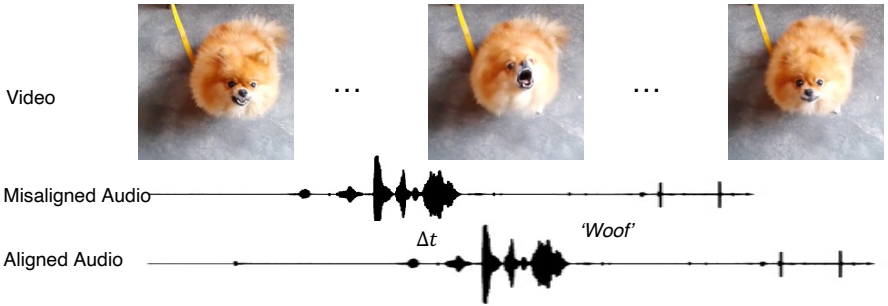 Video
... ...
Misaligned Audio
Δt 'Woof'
Aligned Audio